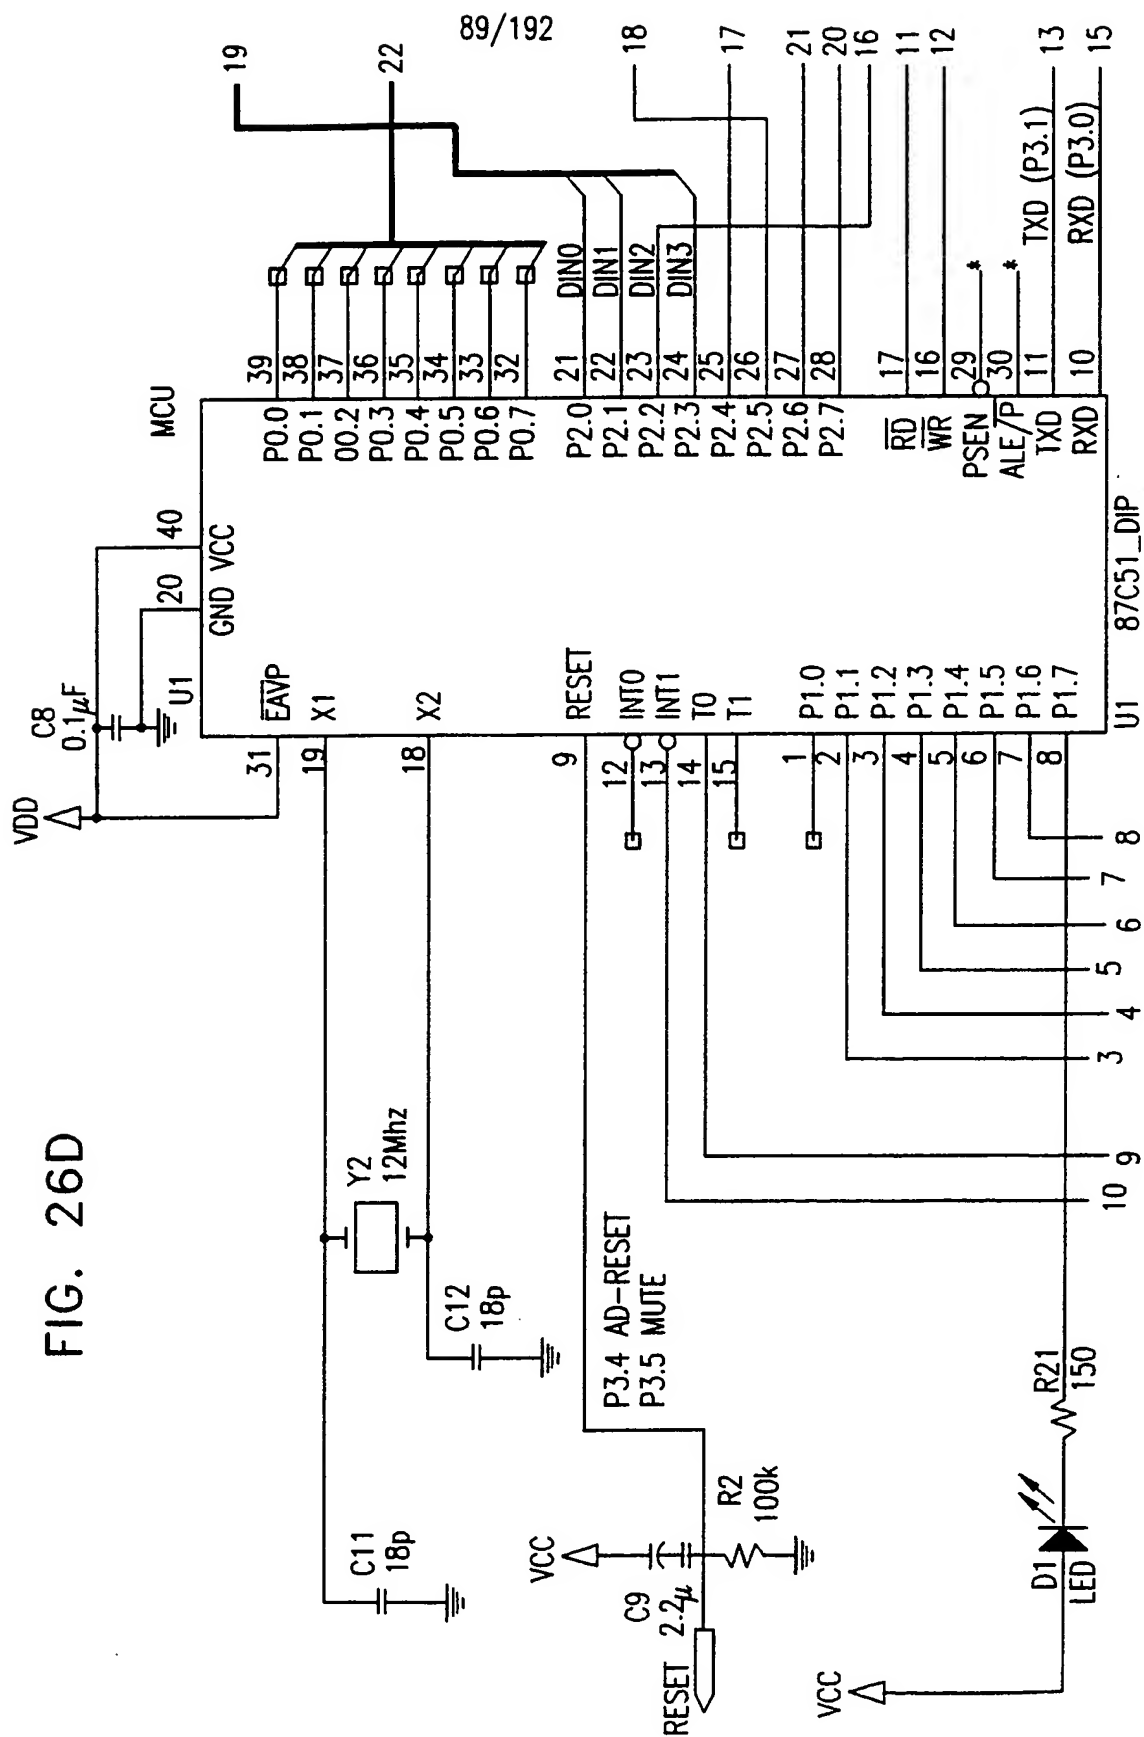 89/192
FIG. 26D
VDD
C8
0.1μF
U1
MCU
40
20
GND VCC
31
EAVP
19
X1
18
X2
Y2
12Mhz
C11
18p
C12
18p
9
RESET
12
INT0
13
INT1
14
T0
15
T1
1
P1.0
2
P1.1
3
P1.2
4
P1.3
5
P1.4
6
P1.5
7
P1.6
8
P1.7
U1
87C51_DIP
39
P0.0
38
P0.1
37
00.2
36
P0.3
35
P0.4
34
P0.5
33
P0.6
32
P0.7
21
P2.0
DIN0
22
P2.1
DIN1
23
P2.2
DIN2
24
P2.3
DIN3
25
P2.4
26
P2.5
27
P2.6
28
P2.7
17
RD
16
WR
29
PSEN
*
30
ALE/P
*
11
TXD
TXD (P3.1)
10
RXD
RXD (P3.0)
19
22
18
17
21
20
16
11
12
13
15
P3.4 AD-RESET
P3.5 MUTE
VCC
C9
2.2μ
R2
100k
RESET
VCC
D1
LED
R21
150
10
9
3
4
5
6
7
8